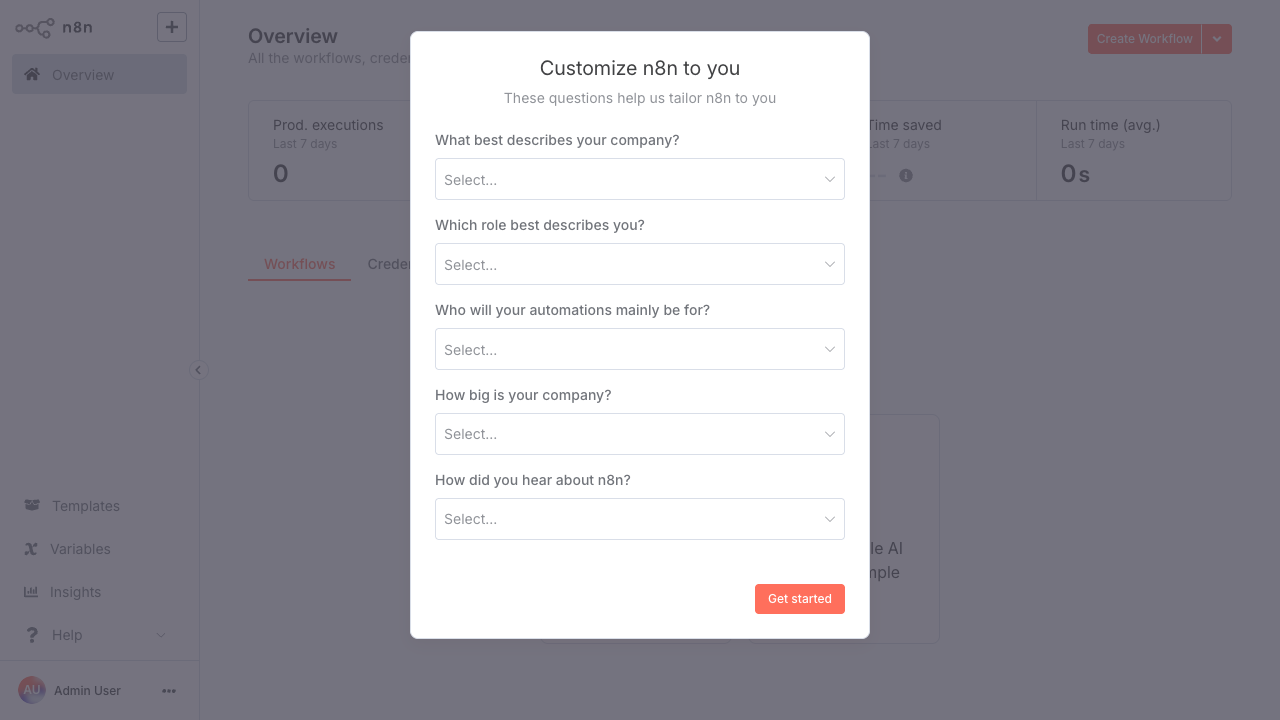 n8n
Overview
Templates
Variables
Insights
Help
AU
Admin User
Overview
All the workflows,
Create Workflow
Prod. executions
Last 7 days
0
Time saved
Last 7 days
--
Run time (avg.)
Last 7 days
0s
Workflows
Customize n8n to you
These questions help us tailor n8n to you
What best describes your company?
Select...
Which role best describes you?
Select...
Who will your automations mainly be for?
Select...
How big is your company?
Select...
How did you hear about n8n?
Select...
Get started
AI